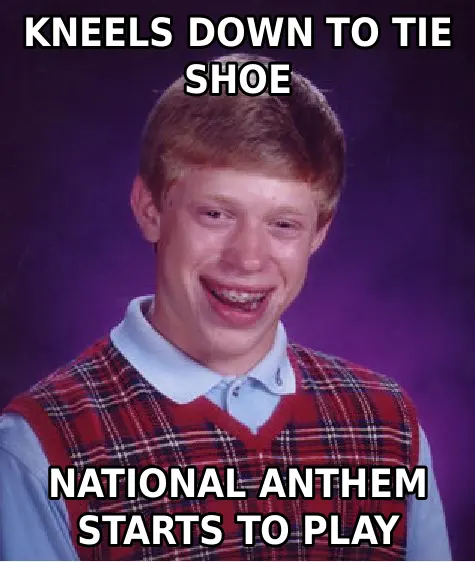 KNEELS DOWN TO TIE
SHOE
NATIONAL ANTHEM
STARTS TO PLAY